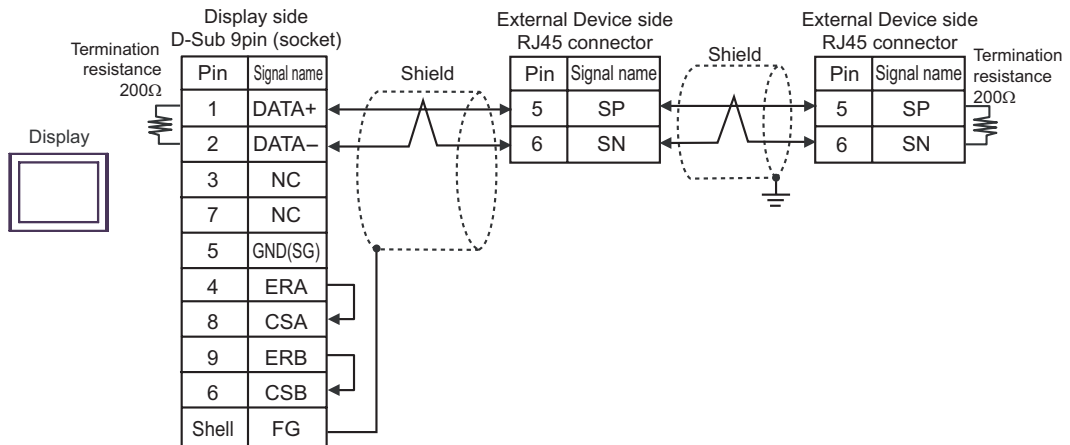 Display side
D-Sub 9pin (socket)
Termination
resistance
200Ω
Display
Pin Signal name
1 DATA+
2 DATA−
3 NC
7 NC
5 GND(SG)
4 ERA
8 CSA
9 ERB
6 CSB
Shell FG
Shield
External Device side
RJ45 connector
Pin Signal name
5 SP
6 SN
Shield
External Device side
RJ45 connector
Pin Signal name
5 SP
6 SN
Termination
resistance
200Ω